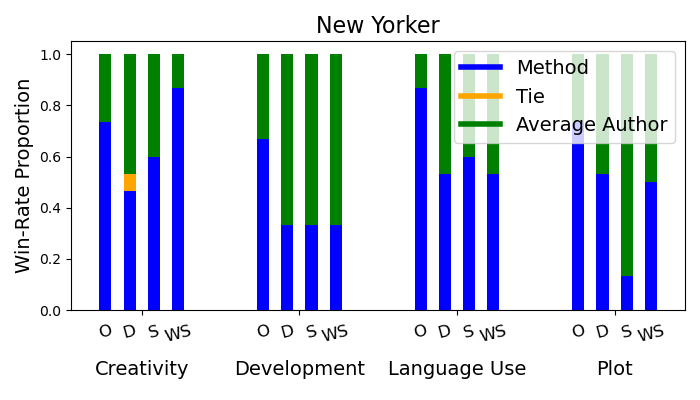 New Yorker
Win-Rate Proportion
1.0
0.8
0.6
0.4
0.2
0.0
Method
Tie
Average Author
O D S WS O D S WS O D S WS O D S WS
Creativity Development Language Use Plot